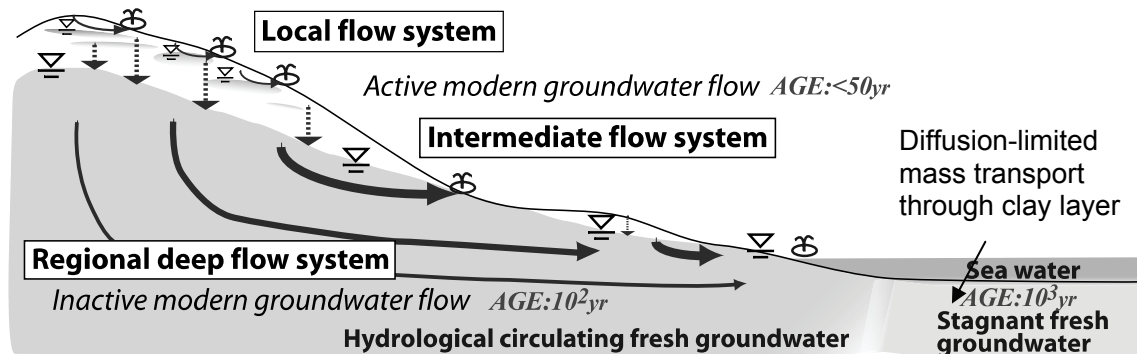 Local flow system
Active modern groundwater flow AGE:<50yr
Intermediate flow system
Diffusion-limited
mass transport
through clay layer
Regional deep flow system
Inactive modern groundwater flow AGE:10²yr
Hydrological circulating fresh groundwater
Sea water
AGE:10³yr
Stagnant fresh
groundwater